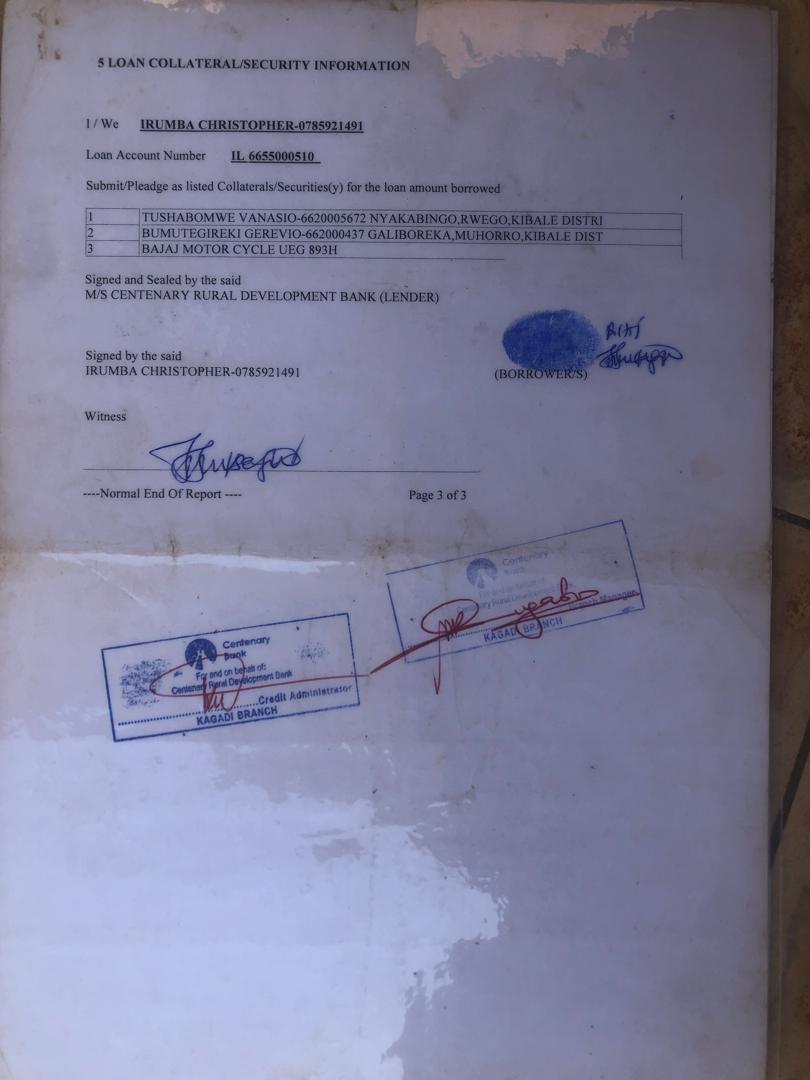 5 LOAN COLLATERAL/SECURITY INFORMATION
I / We IRUMBA CHRISTOPHER-0785921491
Loan Account Number IL 6655000510
Submit/Pleadge as listed Collaterals/Securities(y) for the loan amount borrowed
1 TUSHABOMWE VANASIO-6620005672 NYAKABINGO,RWEGO,KIBALE DISTRI
2 BUMUTEGIREKI GEREVIO-662000437 GALIBOREKA,MUHORRO,KIBALE DIST
3 BAJAJ MOTOR CYCLE UEG 893H
Signed and Sealed by the said
M/S CENTENARY RURAL DEVELOPMENT BANK (LENDER)
Signed by the said
IRUMBA CHRISTOPHER-0785921491 (BORROWER/S)
Witness
----Normal End Of Report ---- Page 3 of 3
Centenary
Bank
For and on behalf of
Centenary Rural Development
Branch Manager
KAGADI BRANCH
Centenary
Bank
For and on behalf of:
Centenary Rural Development Bank
Credit Administrator
KAGADI BRANCH